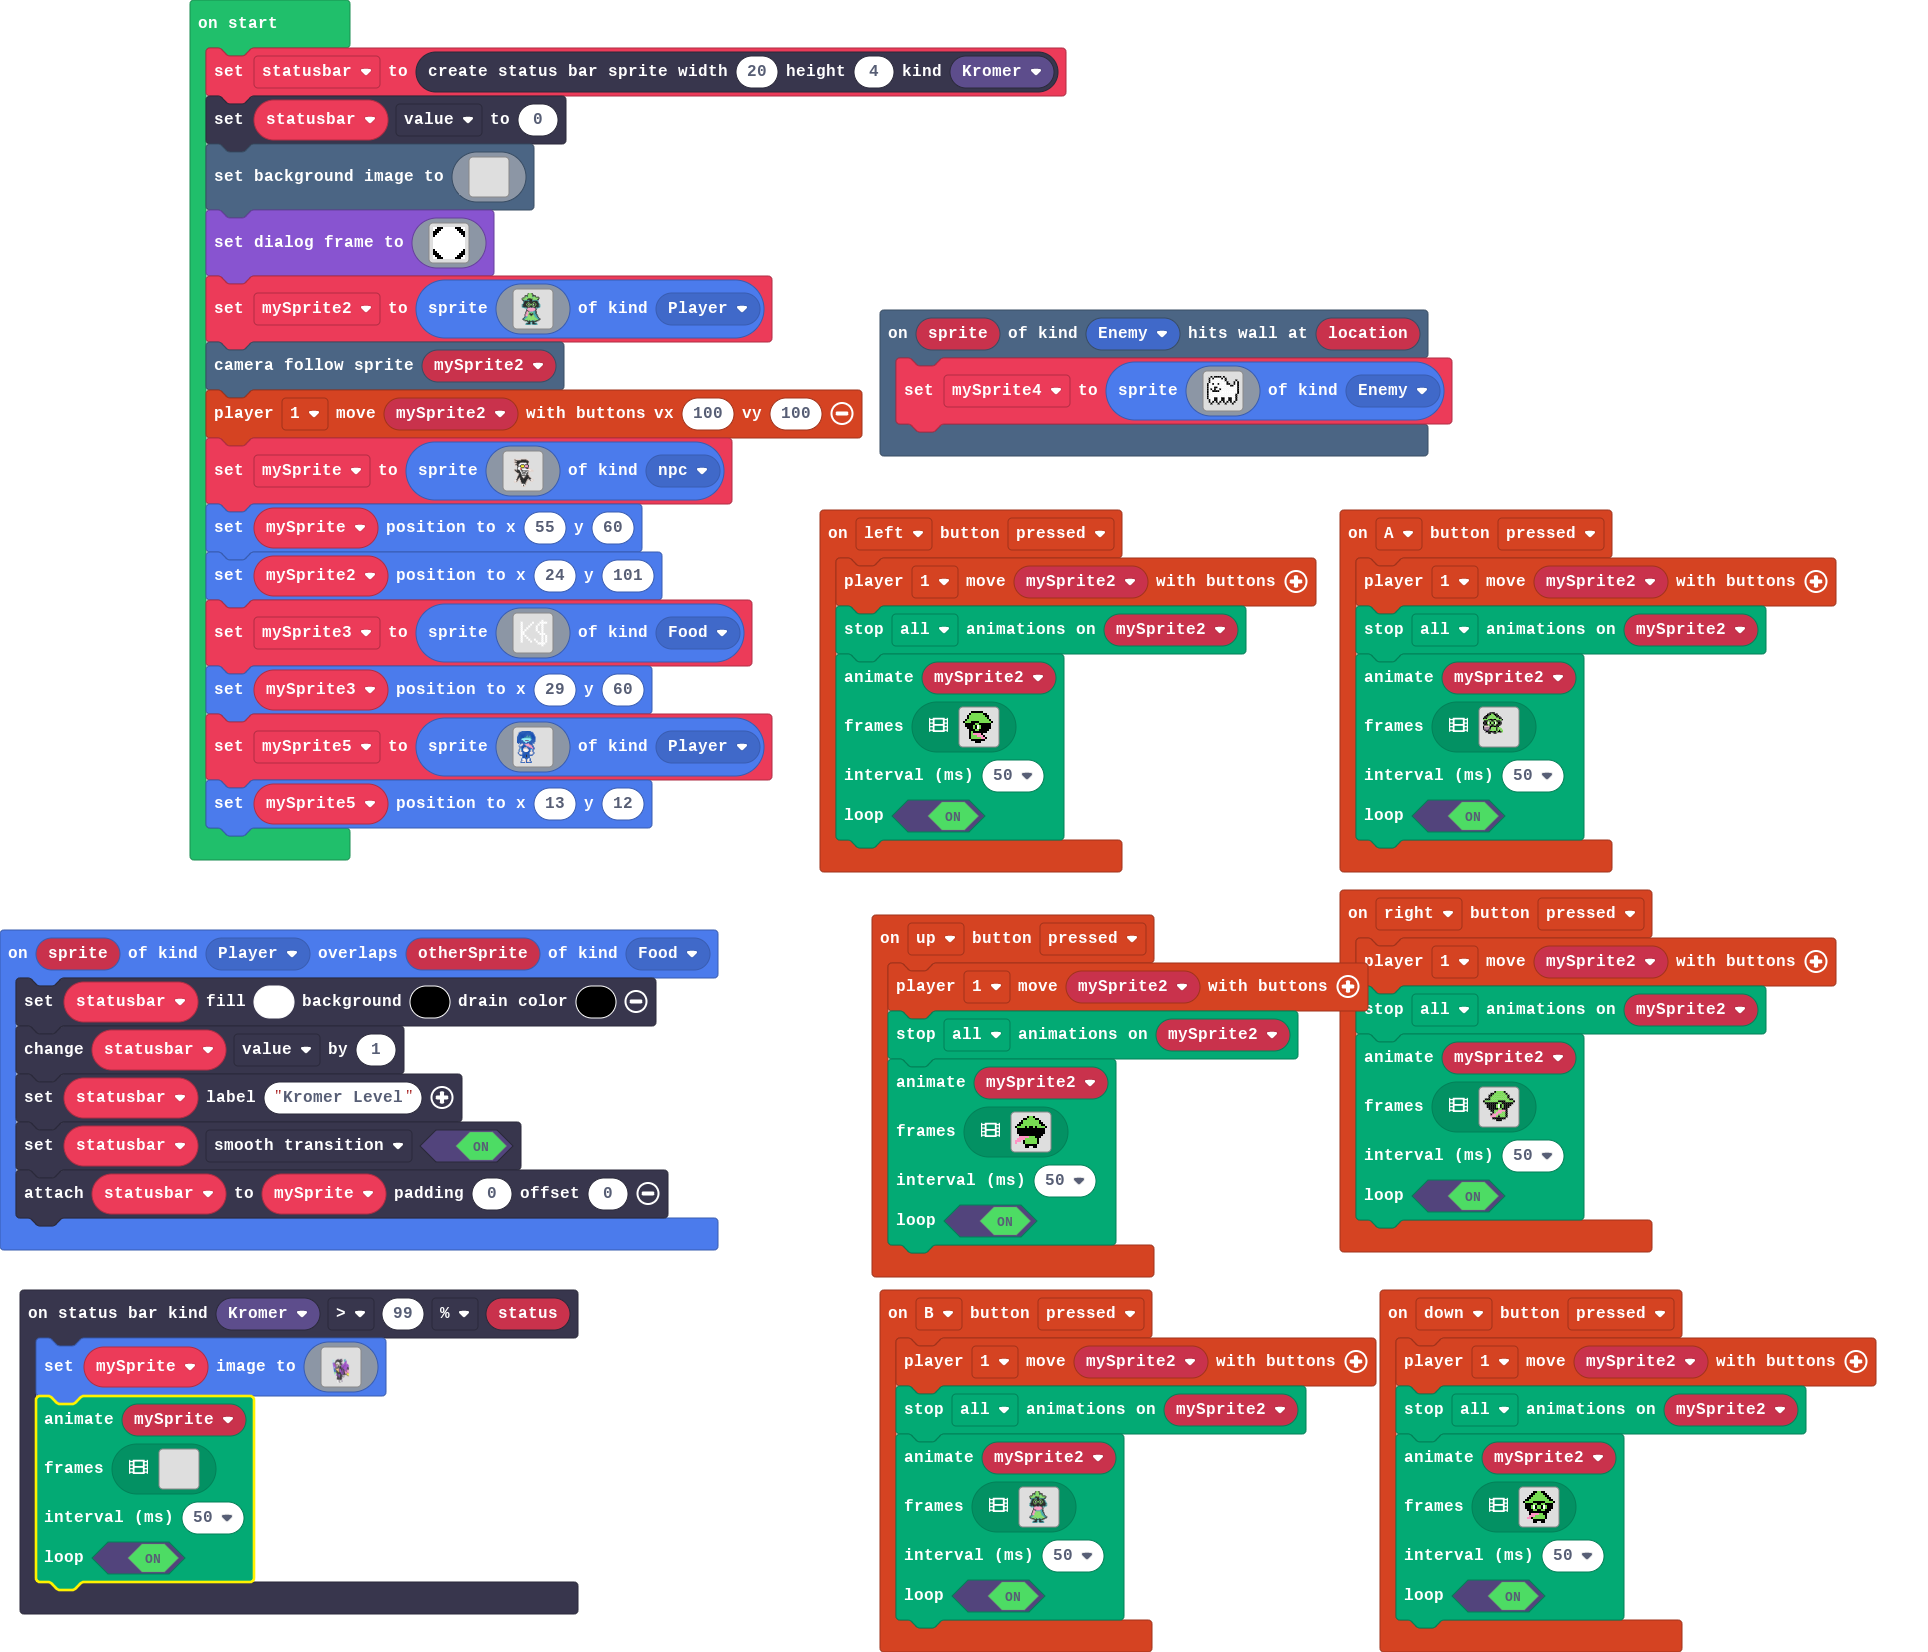 on start
set statusbar to create status bar sprite width 20 height 4 kind Kromer
set statusbar value to 0
set background image to
set dialog frame to
set mySprite2 to sprite of kind Player
camera follow sprite mySprite2
player 1 move mySprite2 with buttons vx 100 vy 100
set mySprite to sprite of kind npc
set mySprite position to x 55 y 60
set mySprite2 position to x 24 y 101
set mySprite3 to sprite K$ of kind Food
set mySprite3 position to x 29 y 60
set mySprite5 to sprite of kind Player
set mySprite5 position to x 13 y 12
on sprite of kind Enemy hits wall at location
set mySprite4 to sprite of kind Enemy
on left button pressed
player 1 move mySprite2 with buttons
stop all animations on mySprite2
animate mySprite2
frames
interval (ms) 50
loop ON
on A button pressed
player 1 move mySprite2 with buttons
stop all animations on mySprite2
animate mySprite2
frames
interval (ms) 50
loop ON
on sprite of kind Player overlaps otherSprite of kind Food
set statusbar fill background drain color
change statusbar value by 1
set statusbar label "Kromer Level"
set statusbar smooth transition ON
attach statusbar to mySprite padding 0 offset 0
on up button pressed
player 1 move mySprite2 with buttons
stop all animations on mySprite2
animate mySprite2
frames
interval (ms) 50
loop ON
on right button pressed
player 1 move mySprite2 with buttons
stop all animations on mySprite2
animate mySprite2
frames
interval (ms) 50
loop ON
on status bar kind Kromer > 99 % status
set mySprite image to
animate mySprite
frames
interval (ms) 50
loop ON
on B button pressed
player 1 move mySprite2 with buttons
stop all animations on mySprite2
animate mySprite2
frames
interval (ms) 50
loop ON
on down button pressed
player 1 move mySprite2 with buttons
stop all animations on mySprite2
animate mySprite2
frames
interval (ms) 50
loop ON